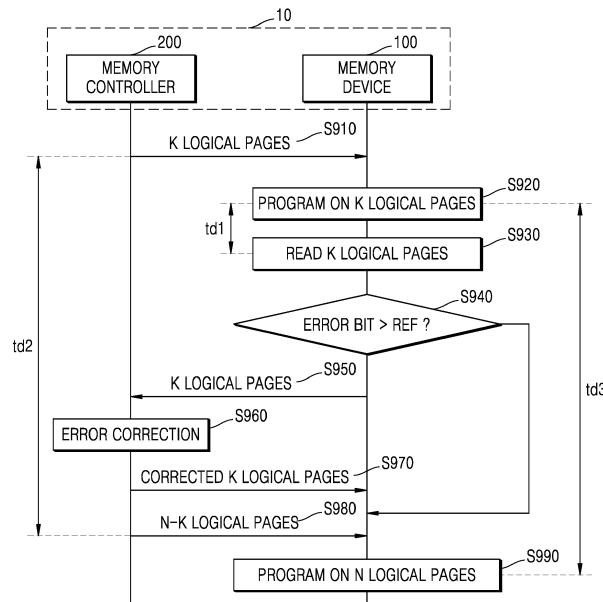 10
200
100
MEMORY
CONTROLLER
MEMORY
DEVICE
K LOGICAL PAGES
S910
PROGRAM ON K LOGICAL PAGES
S920
td1
READ K LOGICAL PAGES
S930
ERROR BIT > REF ?
S940
td2
td3
K LOGICAL PAGES
S950
ERROR CORRECTION
S960
CORRECTED K LOGICAL PAGES
S970
N-K LOGICAL PAGES
S980
PROGRAM ON N LOGICAL PAGES
S990